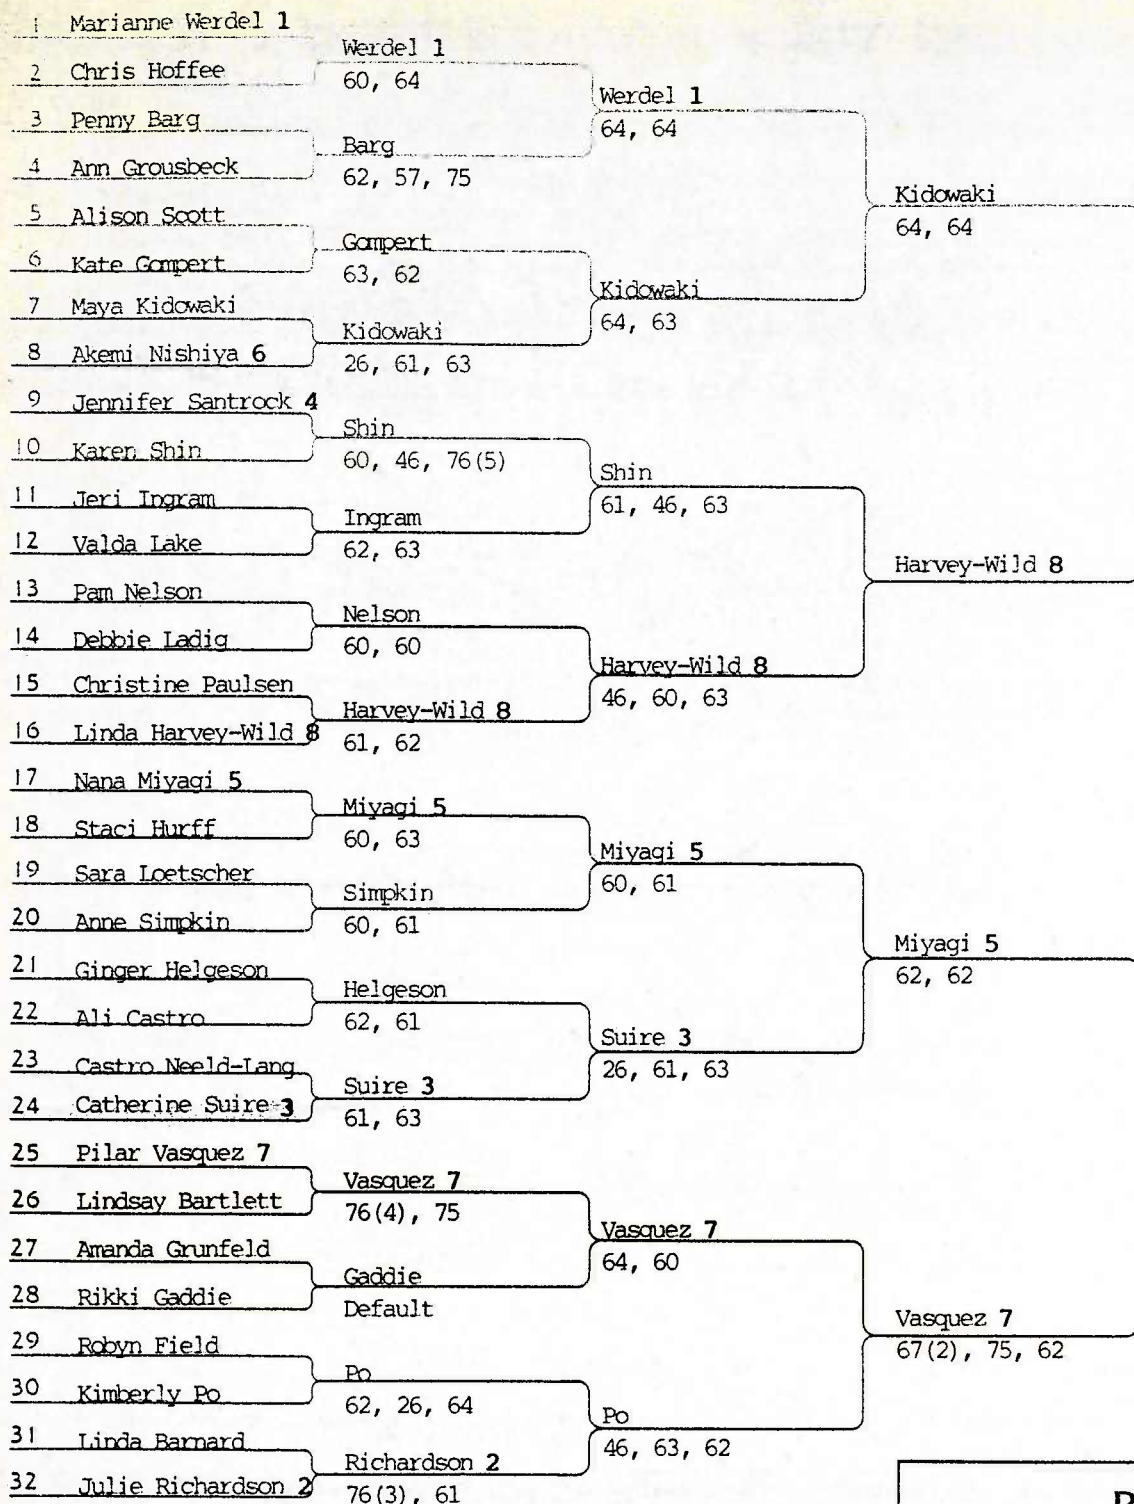 1 Marianne Werdel 1
2 Chris Hoffee
3 Penny Barg
4 Ann Grousbeck
5 Alison Scott
6 Kate Gompert
7 Maya Kidowaki
8 Akemi Nishiya 6
9 Jennifer Santrock 4
10 Karen Shin
11 Jeri Ingram
12 Valda Lake
13 Pam Nelson
14 Debbie Ladig
15 Christine Paulsen
16 Linda Harvey-Wild 8
17 Nana Miyagi 5
18 Staci Hurff
19 Sara Loetscher
20 Anne Simpkin
21 Ginger Helgeson
22 Ali Castro
23 Castro Neeld-Lang
24 Catherine Suire 3
25 Pilar Vasquez 7
26 Lindsay Bartlett
27 Amanda Grunfeld
28 Rikki Gaddie
29 Robyn Field
30 Kimberly Po
31 Linda Barnard
32 Julie Richardson 2
Werdel 1
60, 64
Barg
62, 57, 75
Gompert
63, 62
Kidowaki
26, 61, 63
Shin
60, 46, 76(5)
Ingram
62, 63
Nelson
60, 60
Harvey-Wild 8
61, 62
Miyagi 5
60, 63
Simpkin
60, 61
Helgeson
62, 61
Suire 3
61, 63
Vasquez 7
76(4), 75
Gaddie
Default
Po
62, 26, 64
Richardson 2
76(3), 61
Werdel 1
64, 64
Kidowaki
64, 63
Shin
61, 46, 63
Harvey-Wild 8
46, 60, 63
Miyagi 5
60, 61
Suire 3
26, 61, 63
Vasquez 7
64, 60
Po
46, 63, 62
Kidowaki
64, 64
Harvey-Wild 8
Miyagi 5
62, 62
Vasquez 7
67(2), 75, 62